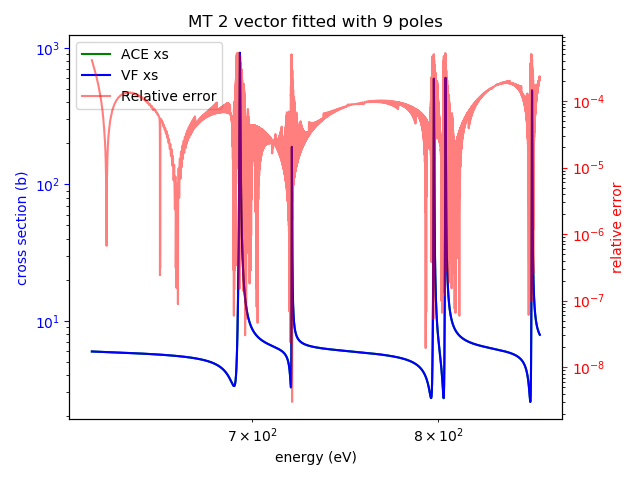 MT 2 vector fitted with 9 poles
ACE xs
VF xs
Relative error
10³
10²
10¹
cross section (b)
10⁻⁴
10⁻⁵
10⁻⁶
10⁻⁷
10⁻⁸
relative error
7 × 10²
8 × 10²
energy (eV)